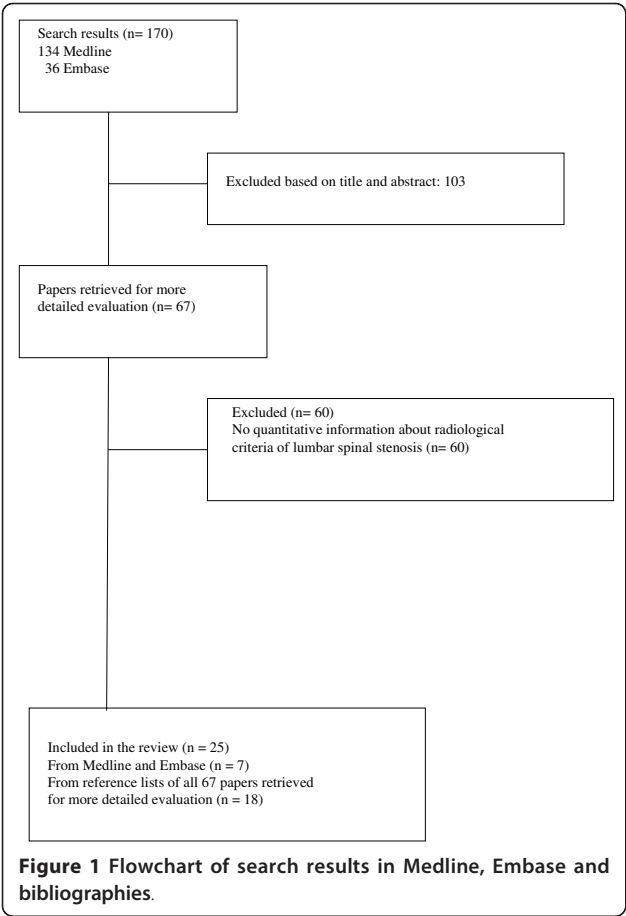 Search results (n= 170)
134 Medline
36 Embase
Excluded based on title and abstract: 103
Papers retrieved for more
detailed evaluation (n= 67)
Excluded (n= 60)
No quantitative information about radiological
criteria of lumbar spinal stenosis (n= 60)
Included in the review (n = 25)
From Medline and Embase (n = 7)
From reference lists of all 67 papers retrieved
for more detailed evaluation (n = 18)
Figure 1 Flowchart of search results in Medline, Embase and
bibliographies.